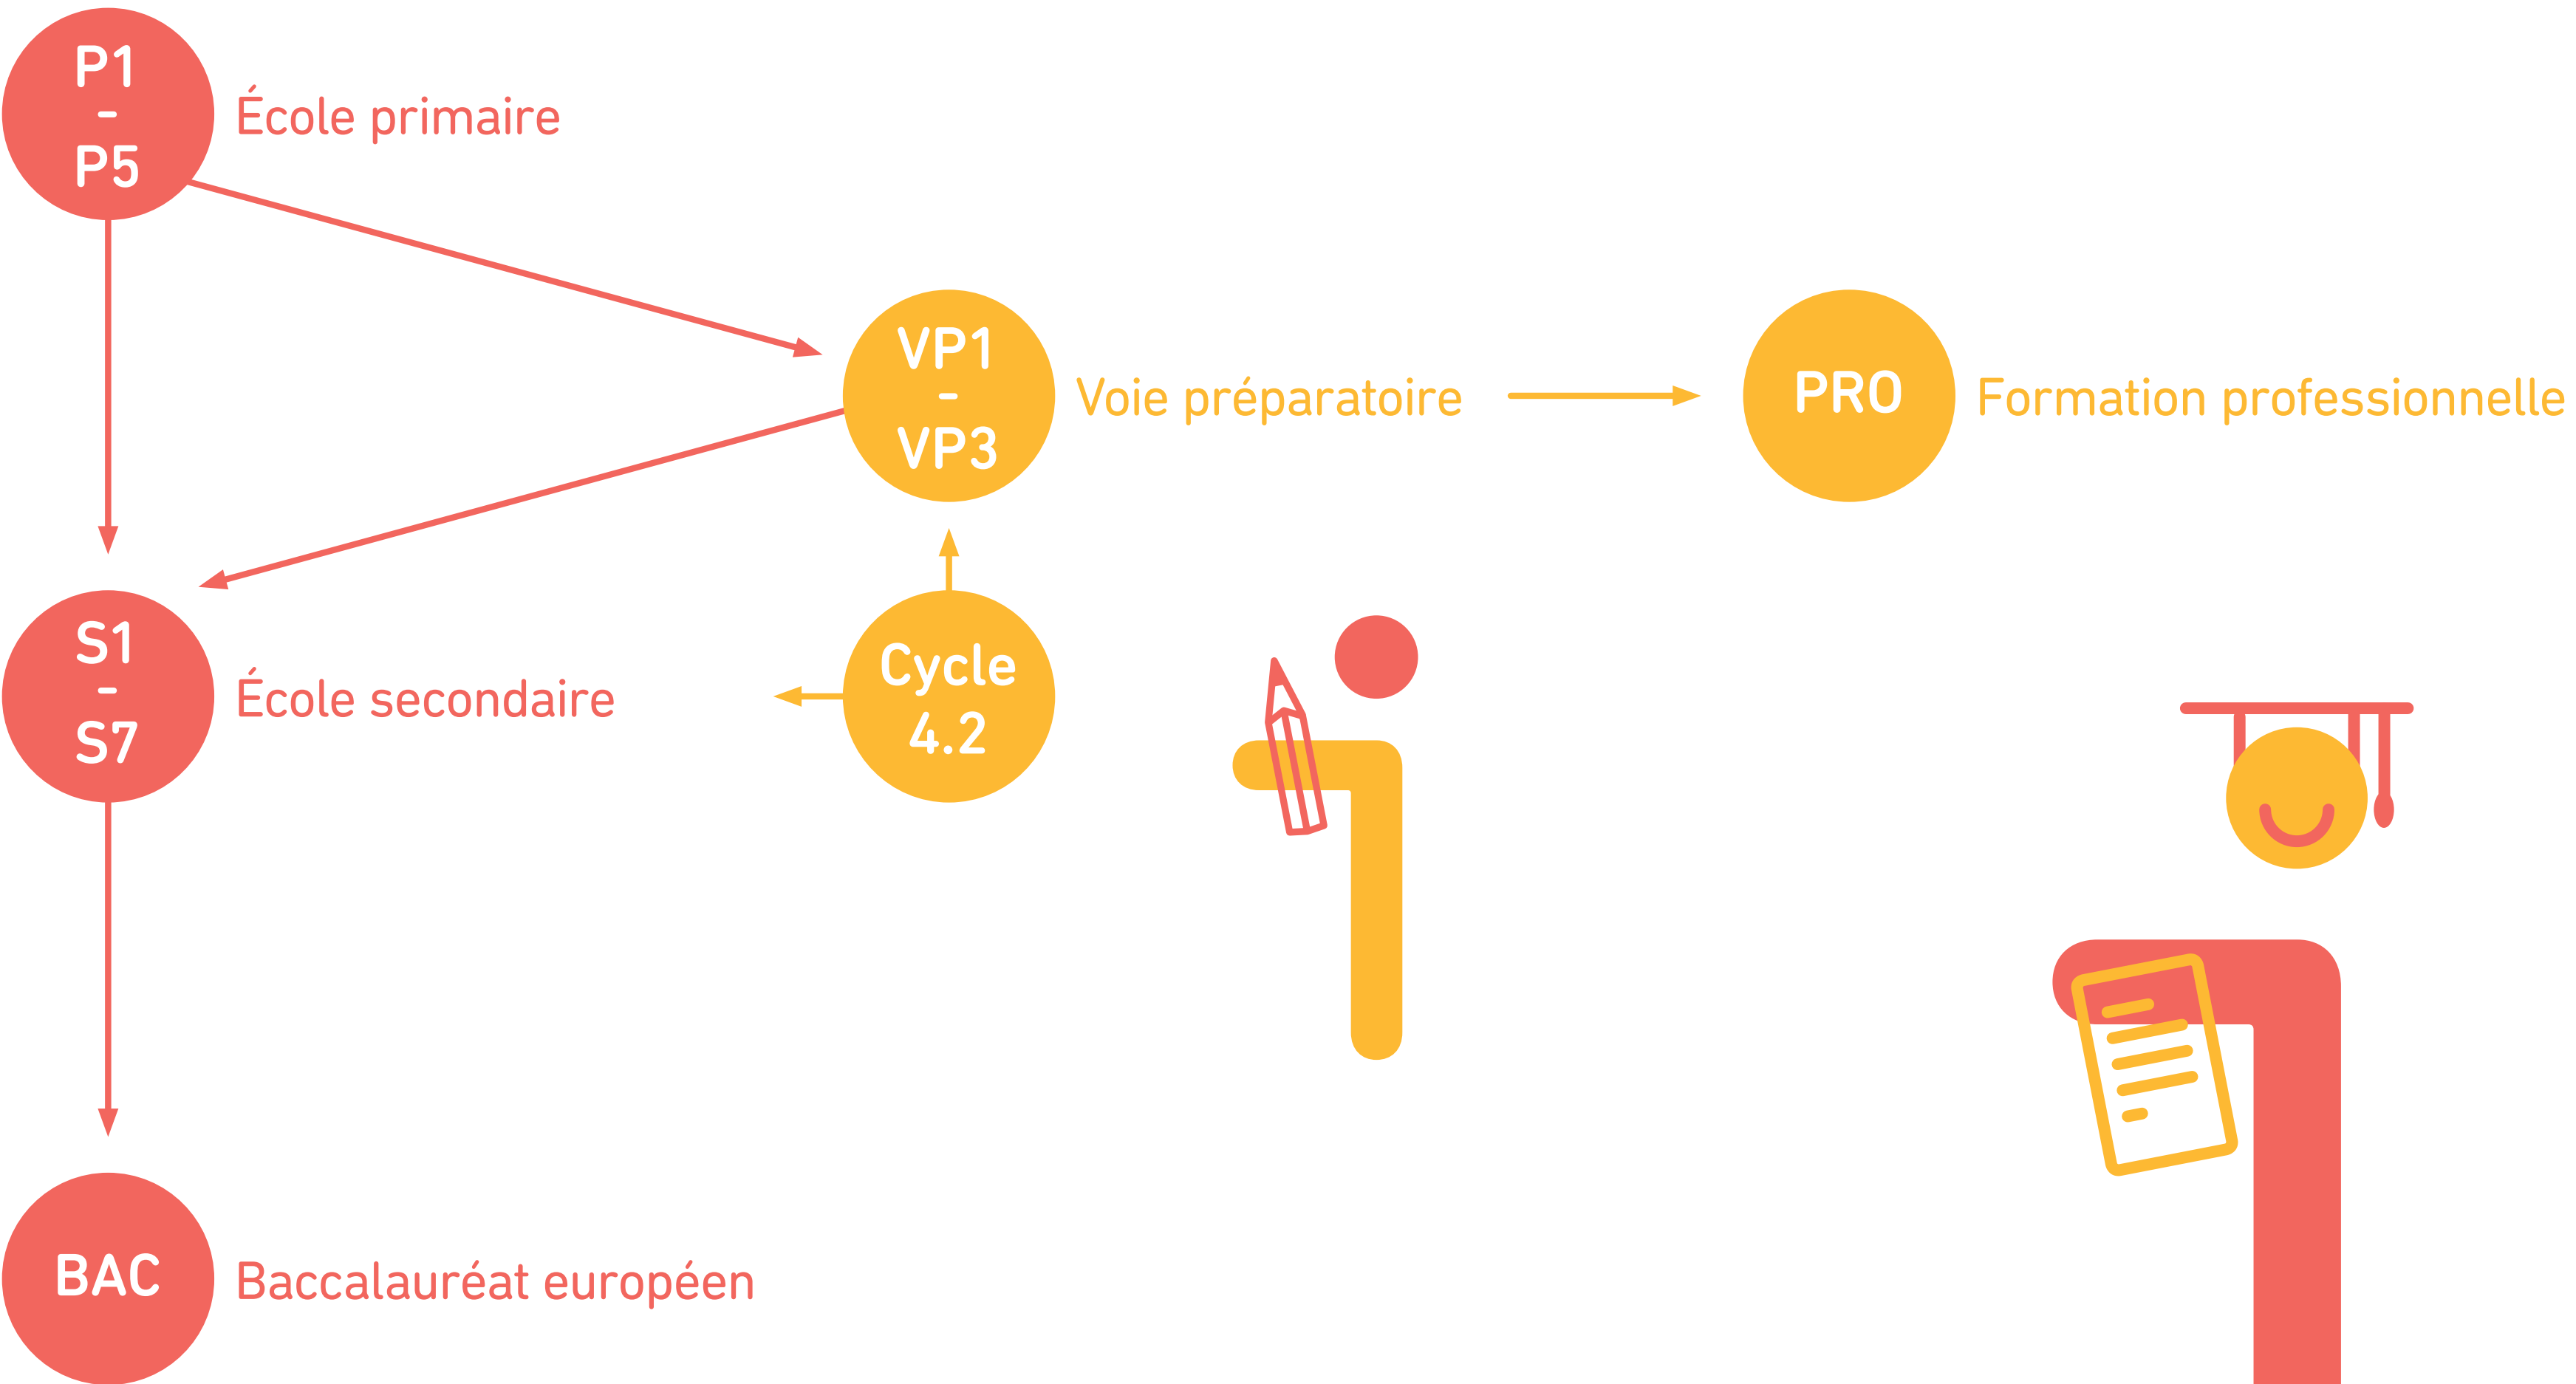 P1
-
P5
École primaire
VP1
-
VP3
Voie préparatoire
PRO
Formation professionnelle
S1
-
S7
École secondaire
Cycle
4.2
BAC
Baccalauréat européen